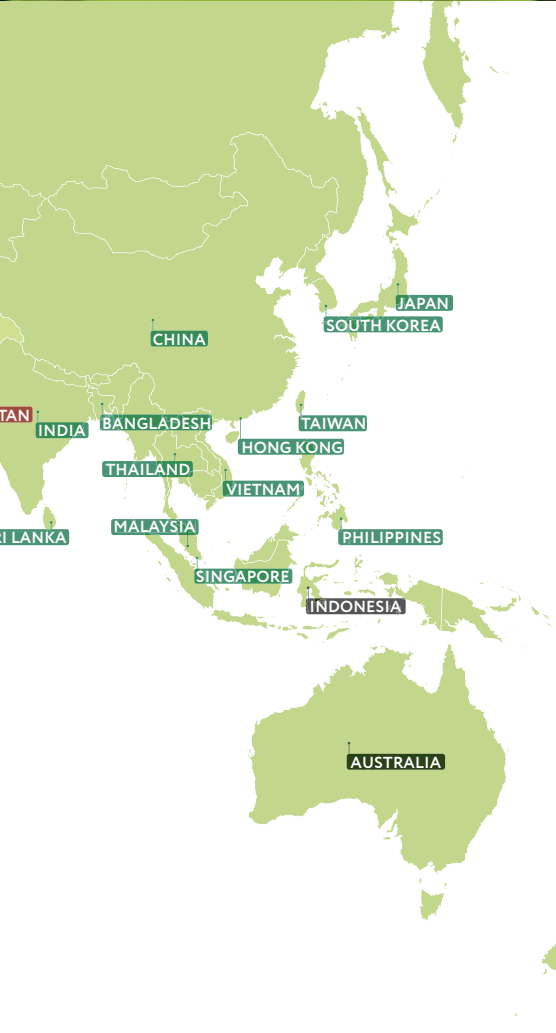 JAPAN
SOUTH KOREA
CHINA
TAN
INDIA
BANGLADESH
TAIWAN
HONG KONG
THAILAND
VIETNAM
MALAYSIA
RI LANKA
PHILIPPINES
SINGAPORE
INDONESIA
AUSTRALIA